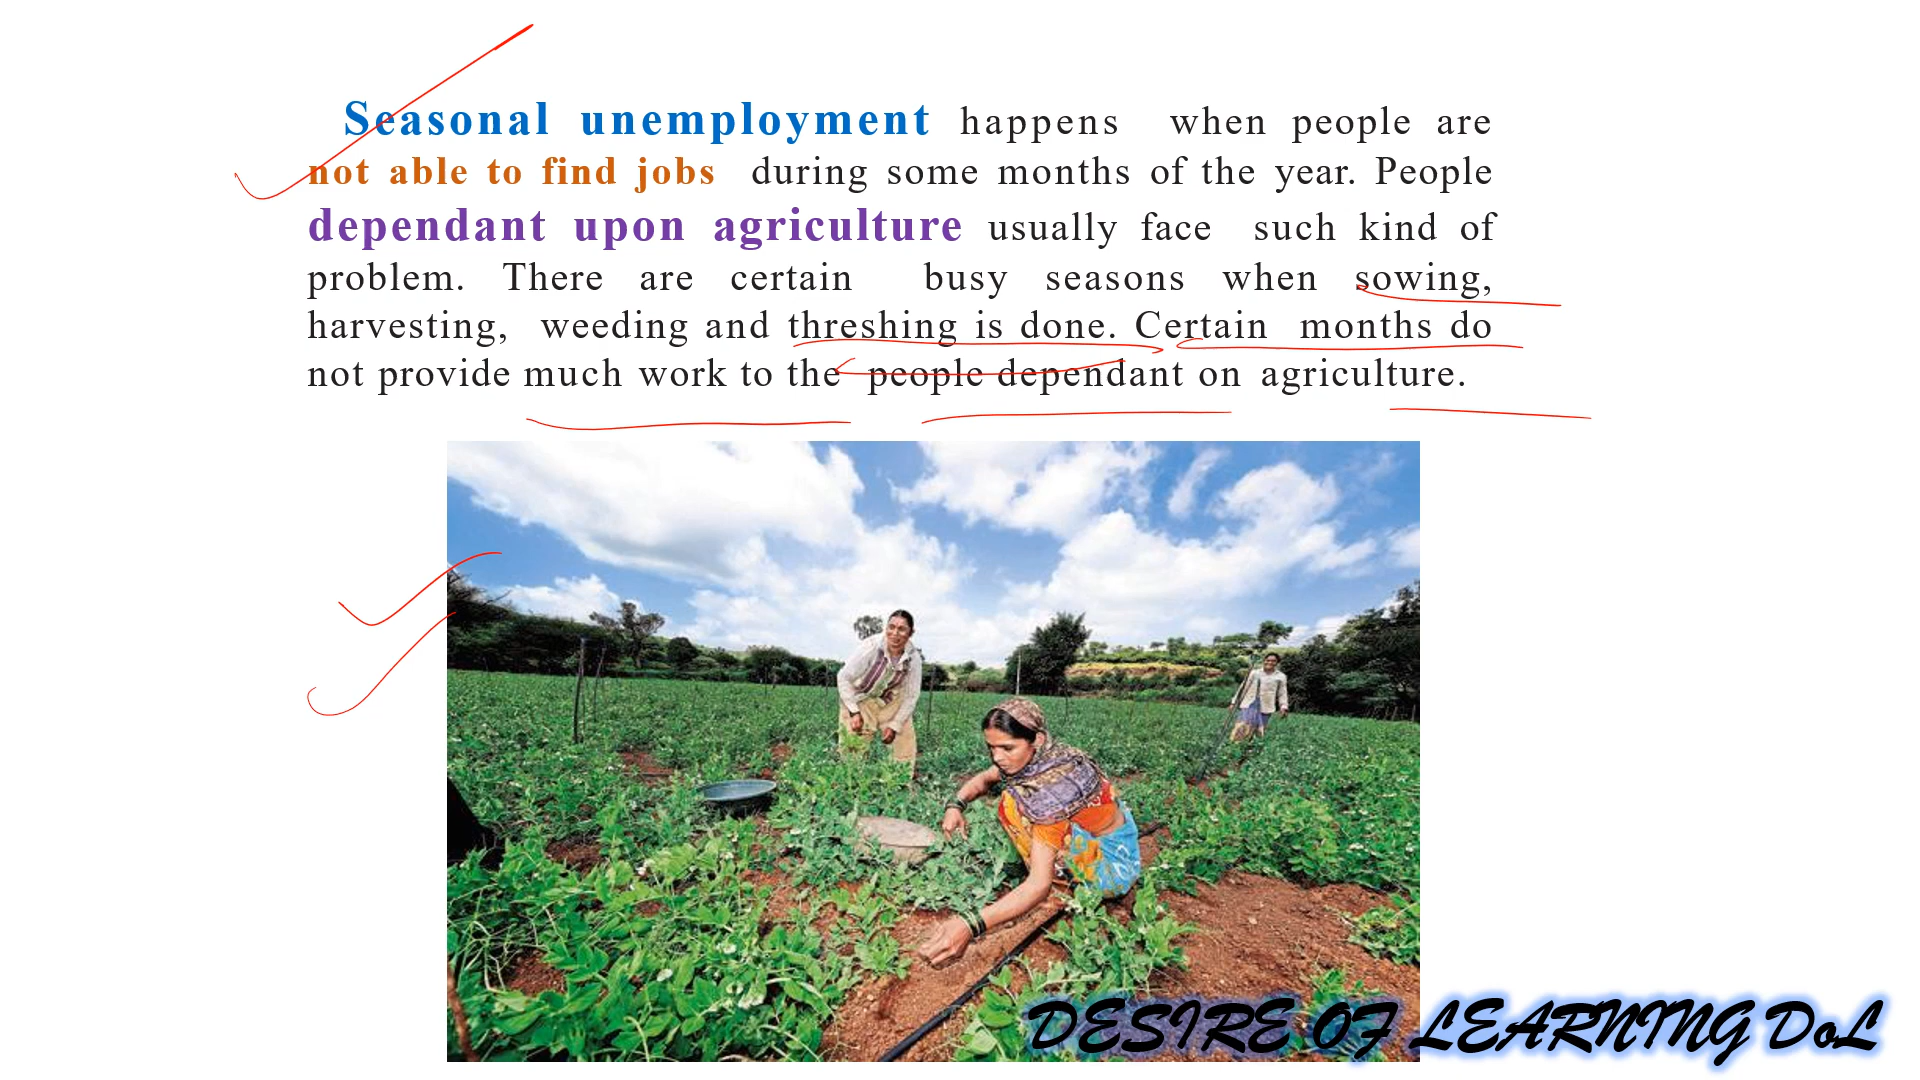 Seasonal unemployment happens when people are
not able to find jobs during some months of the year. People
dependant upon agriculture usually face such kind of
problem. There are certain busy seasons when sowing,
harvesting, weeding and threshing is done. Certain months do
not provide much work to the people dependant on agriculture.
DESIRE OF LEARNING DoL